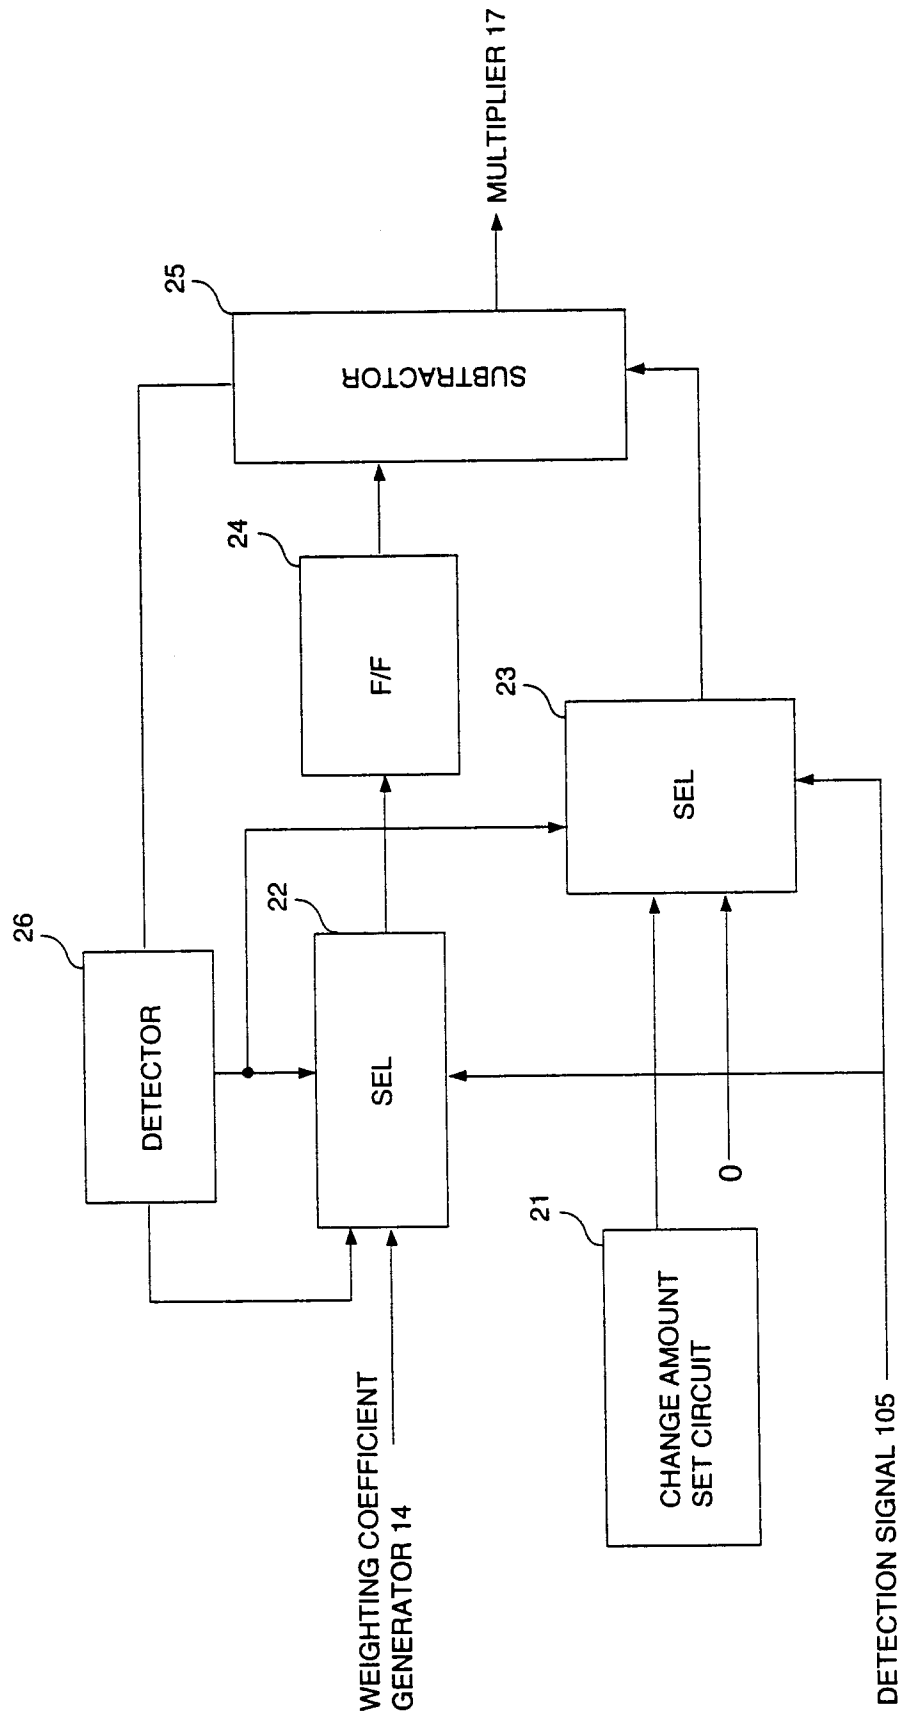 26
DETECTOR
25
SUBTRACTOR
MULTIPLIER 17
22
SEL
24
F/F
WEIGHTING COEFFICIENT
GENERATOR 14
23
SEL
21
CHANGE AMOUNT
SET CIRCUIT
0
DETECTION SIGNAL 105